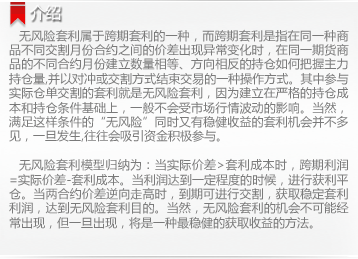 介绍
无风险套利属于跨期套利的一种，而跨期套利是指在同一种商
品不同交割月份合约之间的价差出现异常变化时，在同一期货商
品的不同合约月份建立数量相等、方向相反的持仓如何把握主力
持仓量,并以对冲或交割方式结束交易的一种操作方式。其中参与
实际仓单交割的套利就是无风险套利，因为建立在严格的持仓成
本和持仓条件基础上，一般不会受市场行情波动的影响。当然，
满足这样条件的“无风险”同时又有稳健收益的套利机会并不多
见，一旦发生,往往会吸引资金积极参与。
无风险套利模型归纳为：当实际价差>套利成本时，跨期利润
=实际价差-套利成本。当利润达到一定程度的时候，进行获利平
仓。当两合约价差逆向走高时，到期可进行交割，获取稳定套利
利润，达到无风险套利目的。当然，无风险套利的机会不可能经
常出现，但一旦出现，将是一种最稳健的获取收益的方法。